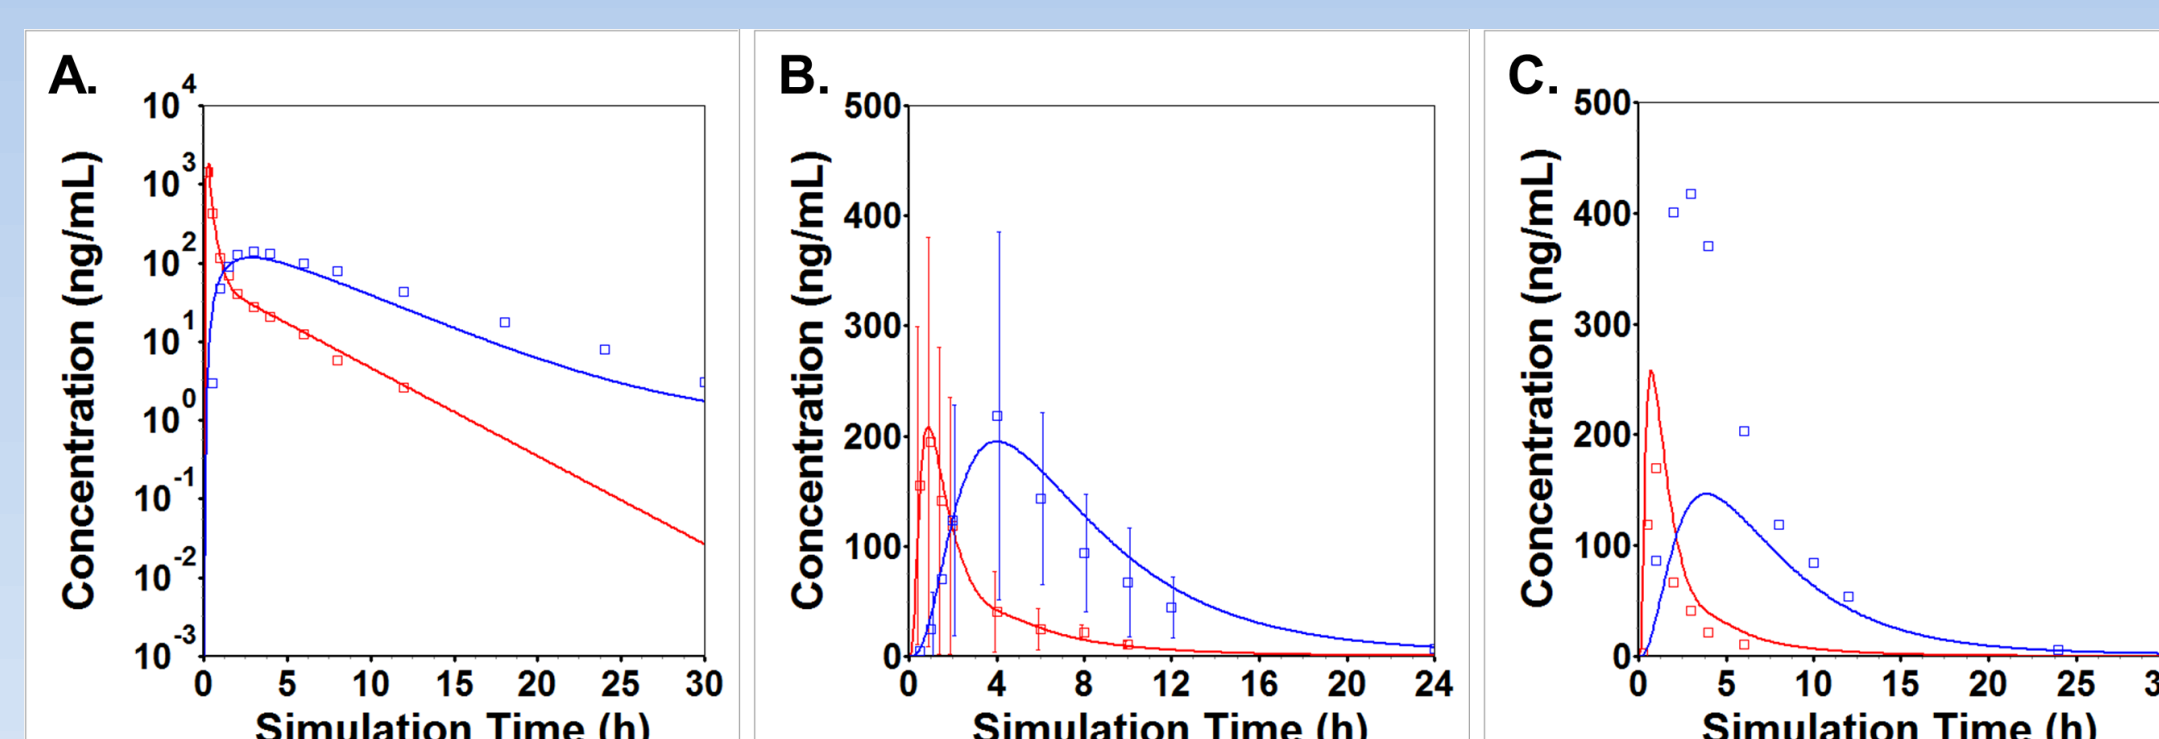 A.
B.
C.
10^4
10^3
10^2
10^1
10^0
10^-1
10^-2
10^-3
Concentration (ng/mL)
0 5 10 15 20 25 30
Simulation Time (h)
500
400
300
200
100
0
Concentration (ng/mL)
0 4 8 12 16 20 24
Simulation Time (h)
500
400
300
200
100
0
Concentration (ng/mL)
0 5 10 15 20 25 3
Simulation Time (h)